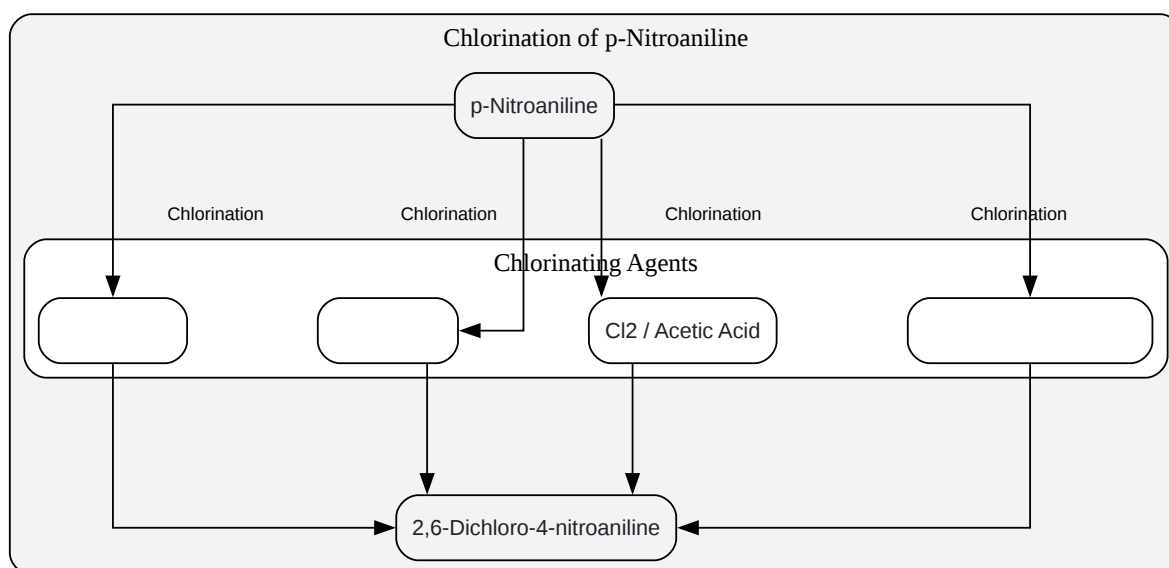 Chlorination of p-Nitroaniline
p-Nitroaniline
Chlorination
Chlorination
Chlorination
Chlorination
Chlorinating Agents
Cl2 / Acetic Acid
2,6-Dichloro-4-nitroaniline